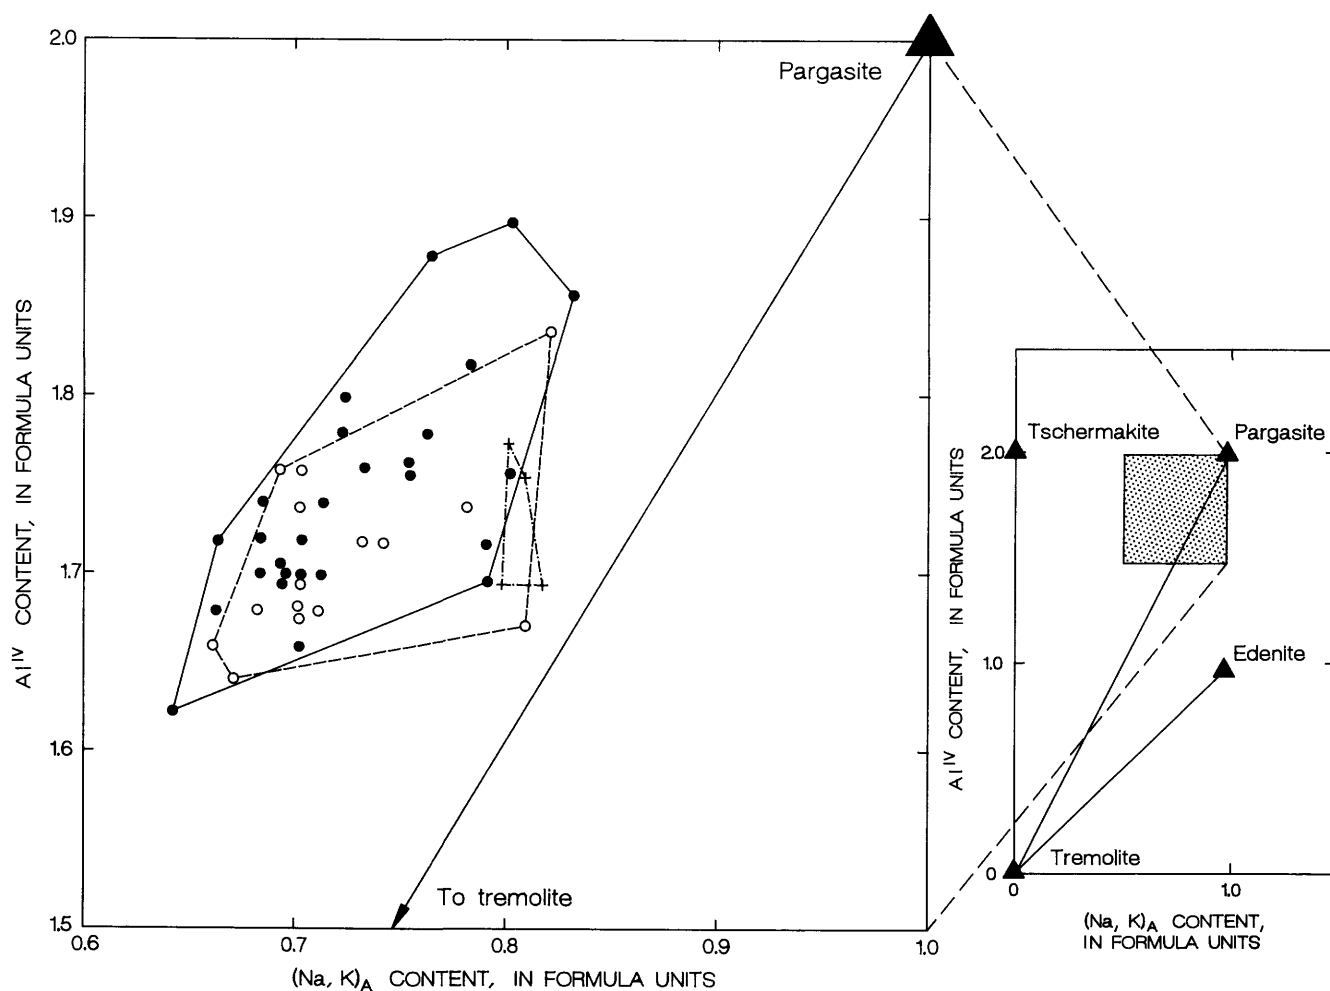 2.0
Pargasite
1.9
1.8
1.7
1.6
1.5
Al^IV CONTENT, IN FORMULA UNITS
To tremolite
0.6
0.7
0.8
0.9
1.0
(Na, K)_A CONTENT, IN FORMULA UNITS
Tschermakite
Pargasite
2.0
Edenite
1.0
Tremolite
0
0
1.0
Al^IV CONTENT, IN FORMULA UNITS
(Na, K)_A CONTENT,
IN FORMULA UNITS